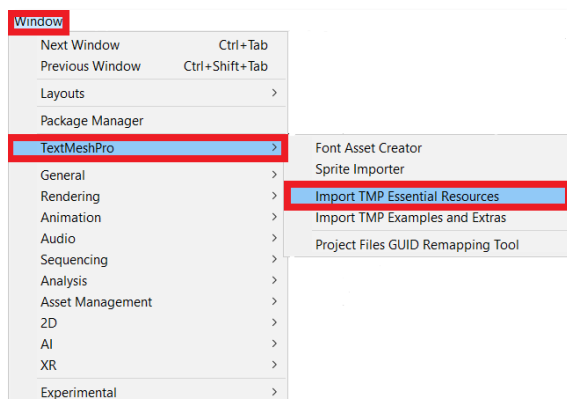 Window
Next Window Ctrl+Tab
Previous Window Ctrl+Shift+Tab
Layouts >
Package Manager
TextMeshPro >
General >
Rendering >
Animation >
Audio >
Sequencing >
Analysis >
Asset Management >
2D >
AI >
XR >
Experimental >
Font Asset Creator
Sprite Importer
Import TMP Essential Resources
Import TMP Examples and Extras
Project Files GUID Remapping Tool